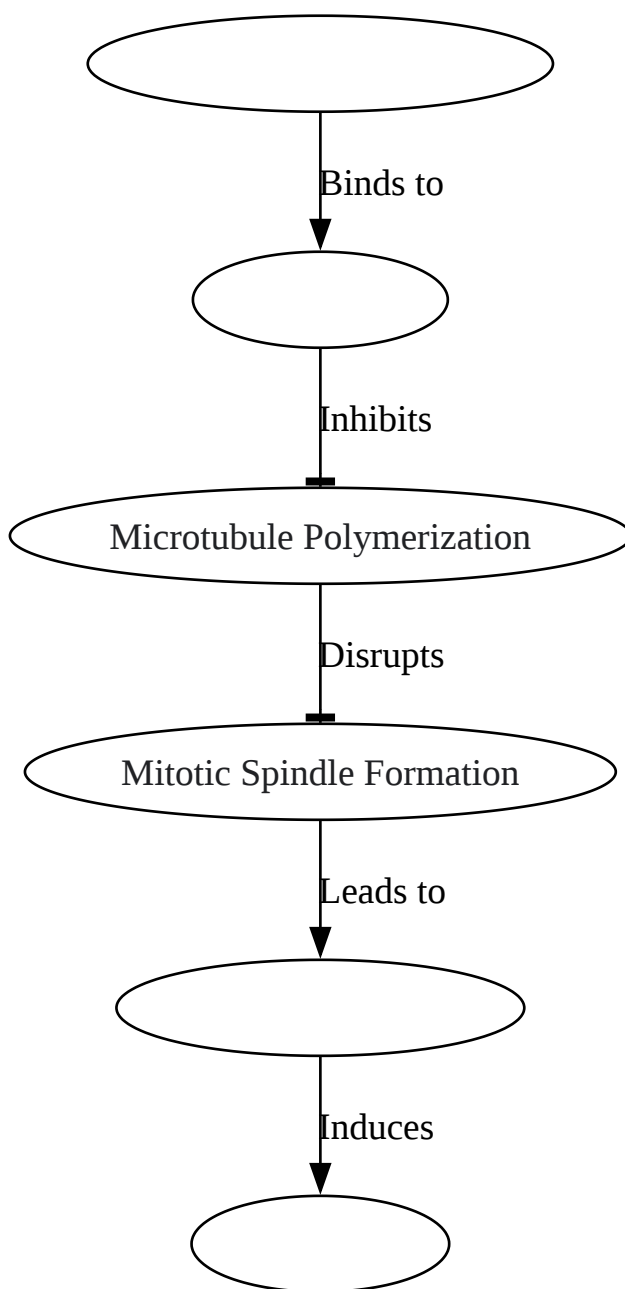 Binds to
Inhibits
Microtubule Polymerization
Disrupts
Mitotic Spindle Formation
Leads to
Induces